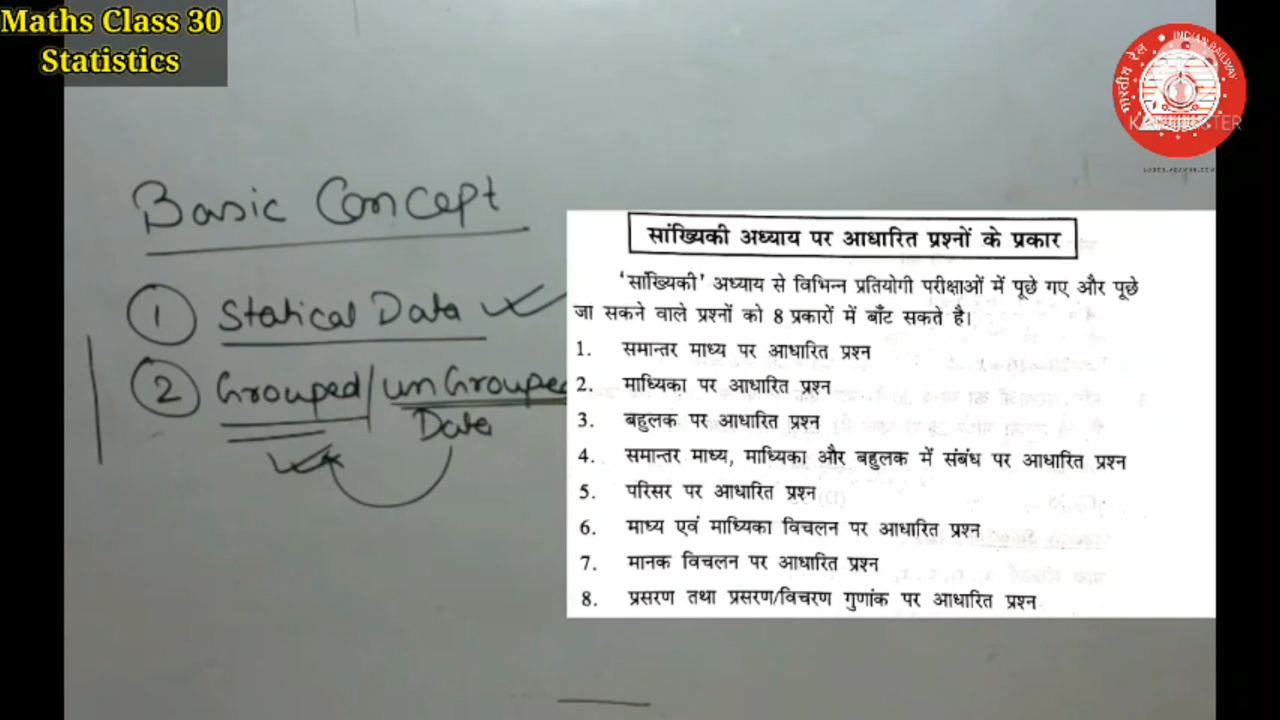 Maths Class 30
Statistics
भारतीय रेल INDIAN RAILWAY
Basic Concept
1 Statical Data
2 Grouped/unGrouped
Data
सांख्यिकी अध्याय पर आधारित प्रश्नों के प्रकार
'सांख्यिकी' अध्याय से विभिन्न प्रतियोगी परीक्षाओं में पूछे गए और पूछे
जा सकने वाले प्रश्नों को 8 प्रकारों में बाँट सकते है।
1. समान्तर माध्य पर आधारित प्रश्न
2. माध्यिका पर आधारित प्रश्न
3. बहुलक पर आधारित प्रश्न
4. समान्तर माध्य, माध्यिका और बहुलक में संबंध पर आधारित प्रश्न
5. परिसर पर आधारित प्रश्न
6. माध्य एवं माध्यिका विचलन पर आधारित प्रश्न
7. मानक विचलन पर आधारित प्रश्न
8. प्रसरण तथा प्रसरण/विचरण गुणांक पर आधारित प्रश्न